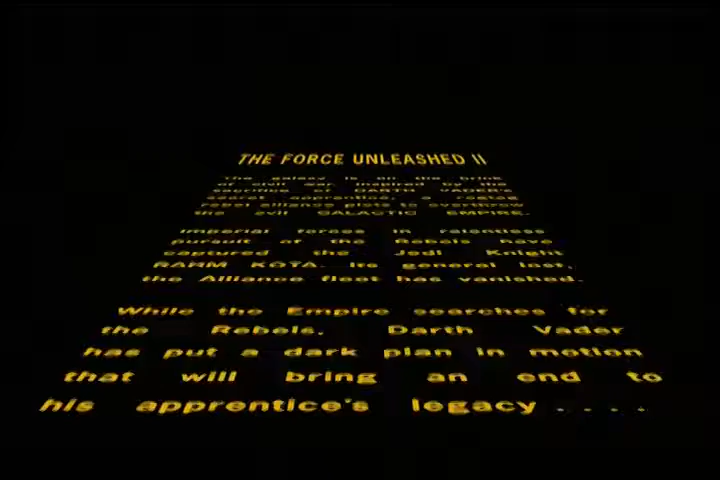 THE FORCE UNLEASHED II
The galaxy is on the brink
of civil war. Inspired by the
sacrifice of DARTH VADER's
secret apprentice, a ragtag
rebel alliance plots to overthrow
the evil GALACTIC EMPIRE.
Imperial forces in relentless
pursuit of the Rebels have
captured the Jedi Knight
RAHM KOTA. Its general lost,
the Alliance fleet has vanished.
While the Empire searches for
the Rebels, Darth Vader
has put a dark plan in motion
that will bring an end to
his apprentice's legacy....